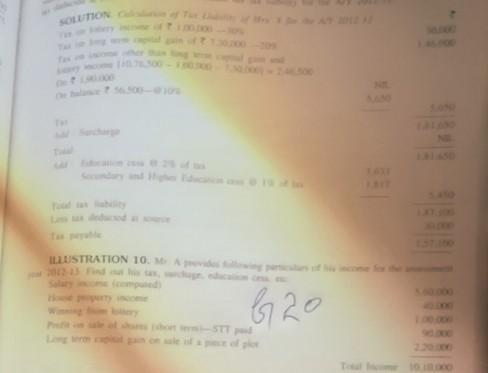 SOLUTION. Calculation of Tax Liability of Mrs X for the A/Y 2012-13
₹
Tax on lottery income of ₹ 1,00,000 —30% 30,000
Tax on long term capital gain of ₹ 7,30,000 —20% 1,46,000
Tax on income other than long term capital gain and
lottery income [10,76,500 - 1,00,000 - 7,30,000] = 2,46,500
On ₹ 1,90,000 NIL
On balance ₹ 56,500—@10% 5,650
5,650
Tax 1,81,650
Add : Surcharge NIL
Total 1,81,650
Add : Education cess @ 2% of tax 3,633
Secondary and Higher Education cess @ 1% of tax 1,817
5,450
Total tax liability 1,87,100
Less tax deducted at source 30,000
Tax payable 1,57,100
ILLUSTRATION 10. Mr. A provides following particulars of his income for the assessment
year 2012-13. Find out his tax, surcharge, education cess, etc.
Salary income (computed) 5,60,000
House property income 40,000
Winning from lottery 1,00,000
Profit on sale of shares (short term)—STT paid 90,000
Long term capital gain on sale of a piece of plot 2,20,000
Total Income 10,10,000